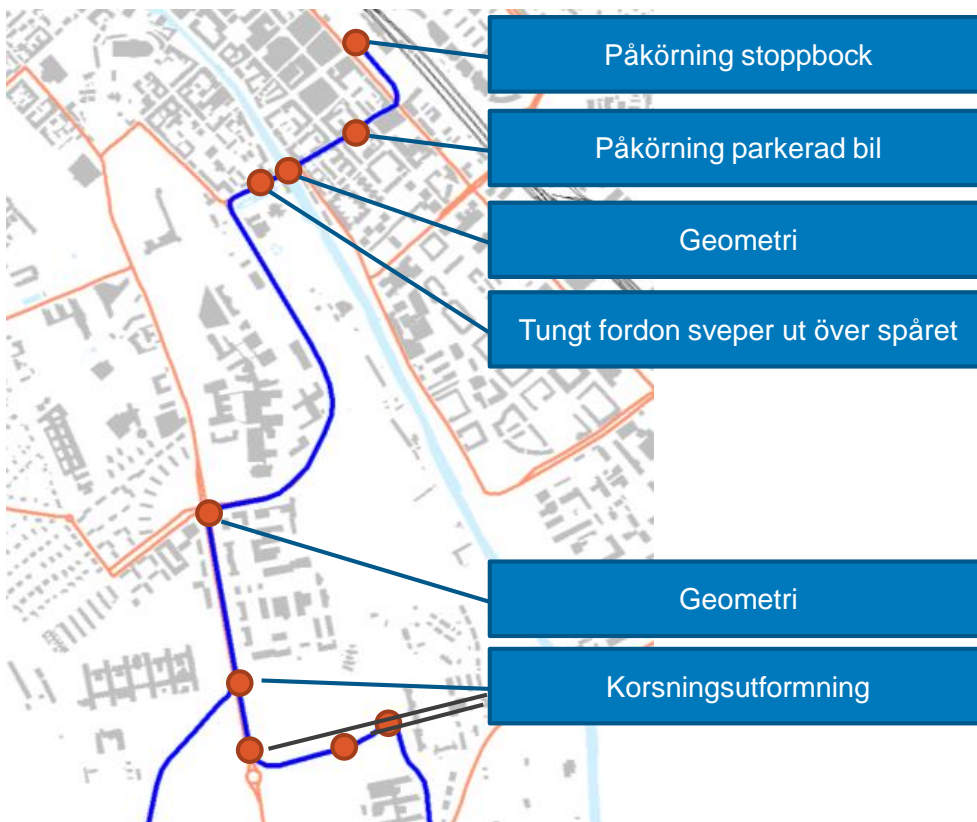 Påkörning stoppbock
Påkörning parkerad bil
Geometri
Tungt fordon sveper ut över spåret
Geometri
Korsningsutformning